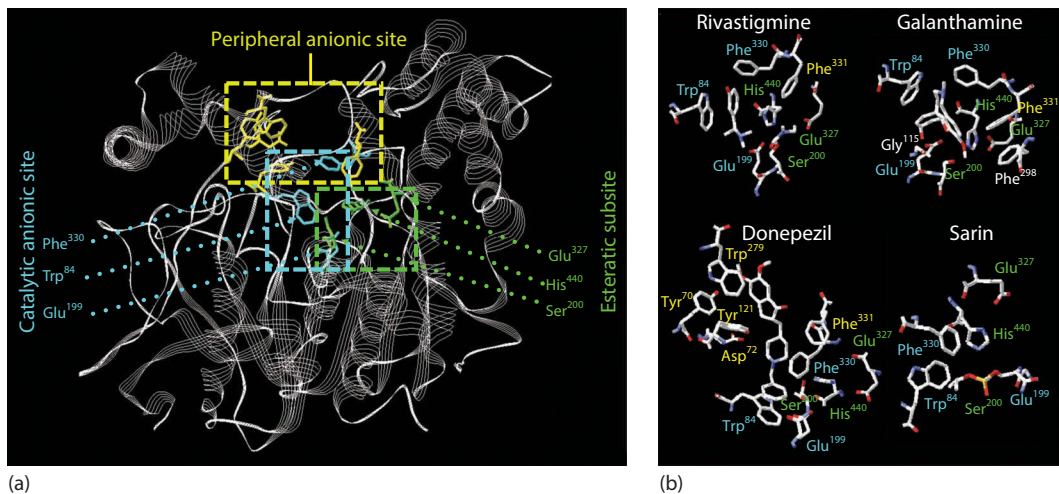 Peripheral anionic site
Catalytic anionic site
Phe330
Trp84
Glu199
Esteratic subsite
Glu327
His440
Ser200
(a)
Rivastigmine
Phe330
Phe331
Trp84
His440
Glu327
Glu199
Ser200
Galanthamine
Phe330
Trp84
His440
Phe331
Glu327
Gly115
Glu199
Ser200
Phe298
Donepezil
Trp279
Tyr70
Tyr121
Asp72
Phe331
Glu327
Phe330
Ser200
His440
Trp84
Glu199
Sarin
Glu327
His440
Phe330
Trp84
Ser200
Glu199
(b)